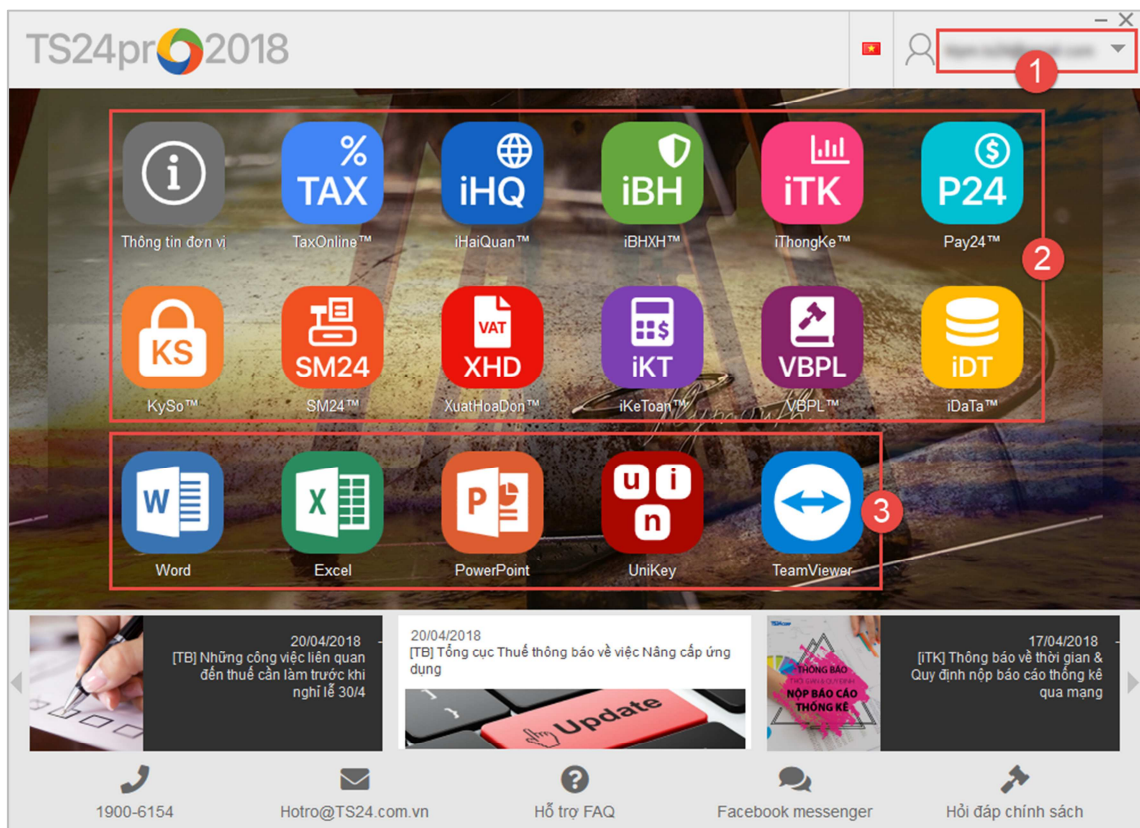 TS24pro2018
1
%
TAX
iHQ
iBH
iTK
$
P24
Thông tin đơn vị
TaxOnline™
iHaiQuan™
iBHXH™
iThongKe™
Pay24™
2
KS
SM24
VAT
XHD
$
iKT
VBPL
iDT
KySo™
SM24™
XuatHoaDon™
iKeToan™
VBPL™
iDaTa™
W
X
P
u i
n
3
Word
Excel
PowerPoint
UniKey
TeamViewer
20/04/2018
[TB] Những công việc liên quan
đến thuế cần làm trước khi
nghỉ lễ 30/4
20/04/2018
[TB] Tổng cục Thuế thông báo về việc Nâng cấp ứng
dụng
Update
THÔNG BÁO
NỘP BÁO CÁO
THỐNG KÊ
17/04/2018
[iTK] Thông báo về thời gian &
Quy định nộp báo cáo thống kê
qua mạng
1900-6154
Hotro@TS24.com.vn
Hỗ trợ FAQ
Facebook messenger
Hỏi đáp chính sách